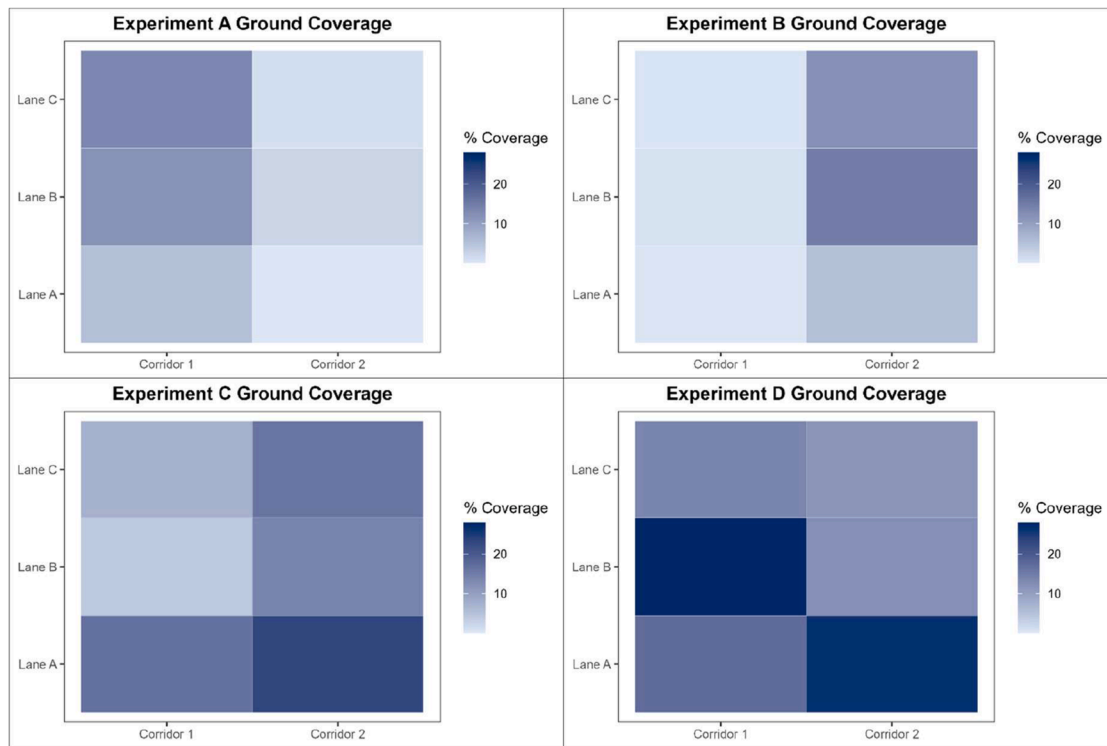 Experiment A Ground Coverage
Lane C
Lane B
Lane A
Corridor 1
Corridor 2
% Coverage
20
10
Experiment B Ground Coverage
Lane C
Lane B
Lane A
Corridor 1
Corridor 2
% Coverage
20
10
Experiment C Ground Coverage
Lane C
Lane B
Lane A
Corridor 1
Corridor 2
% Coverage
20
10
Experiment D Ground Coverage
Lane C
Lane B
Lane A
Corridor 1
Corridor 2
% Coverage
20
10